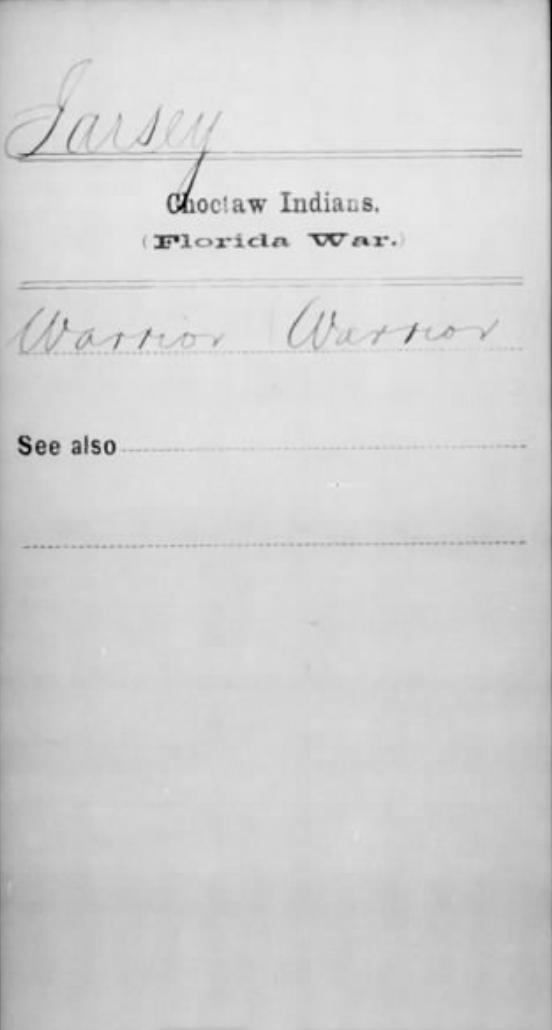 Jarsey
Choctaw Indians.
(Florida War.)
Warrior Warrior
See also